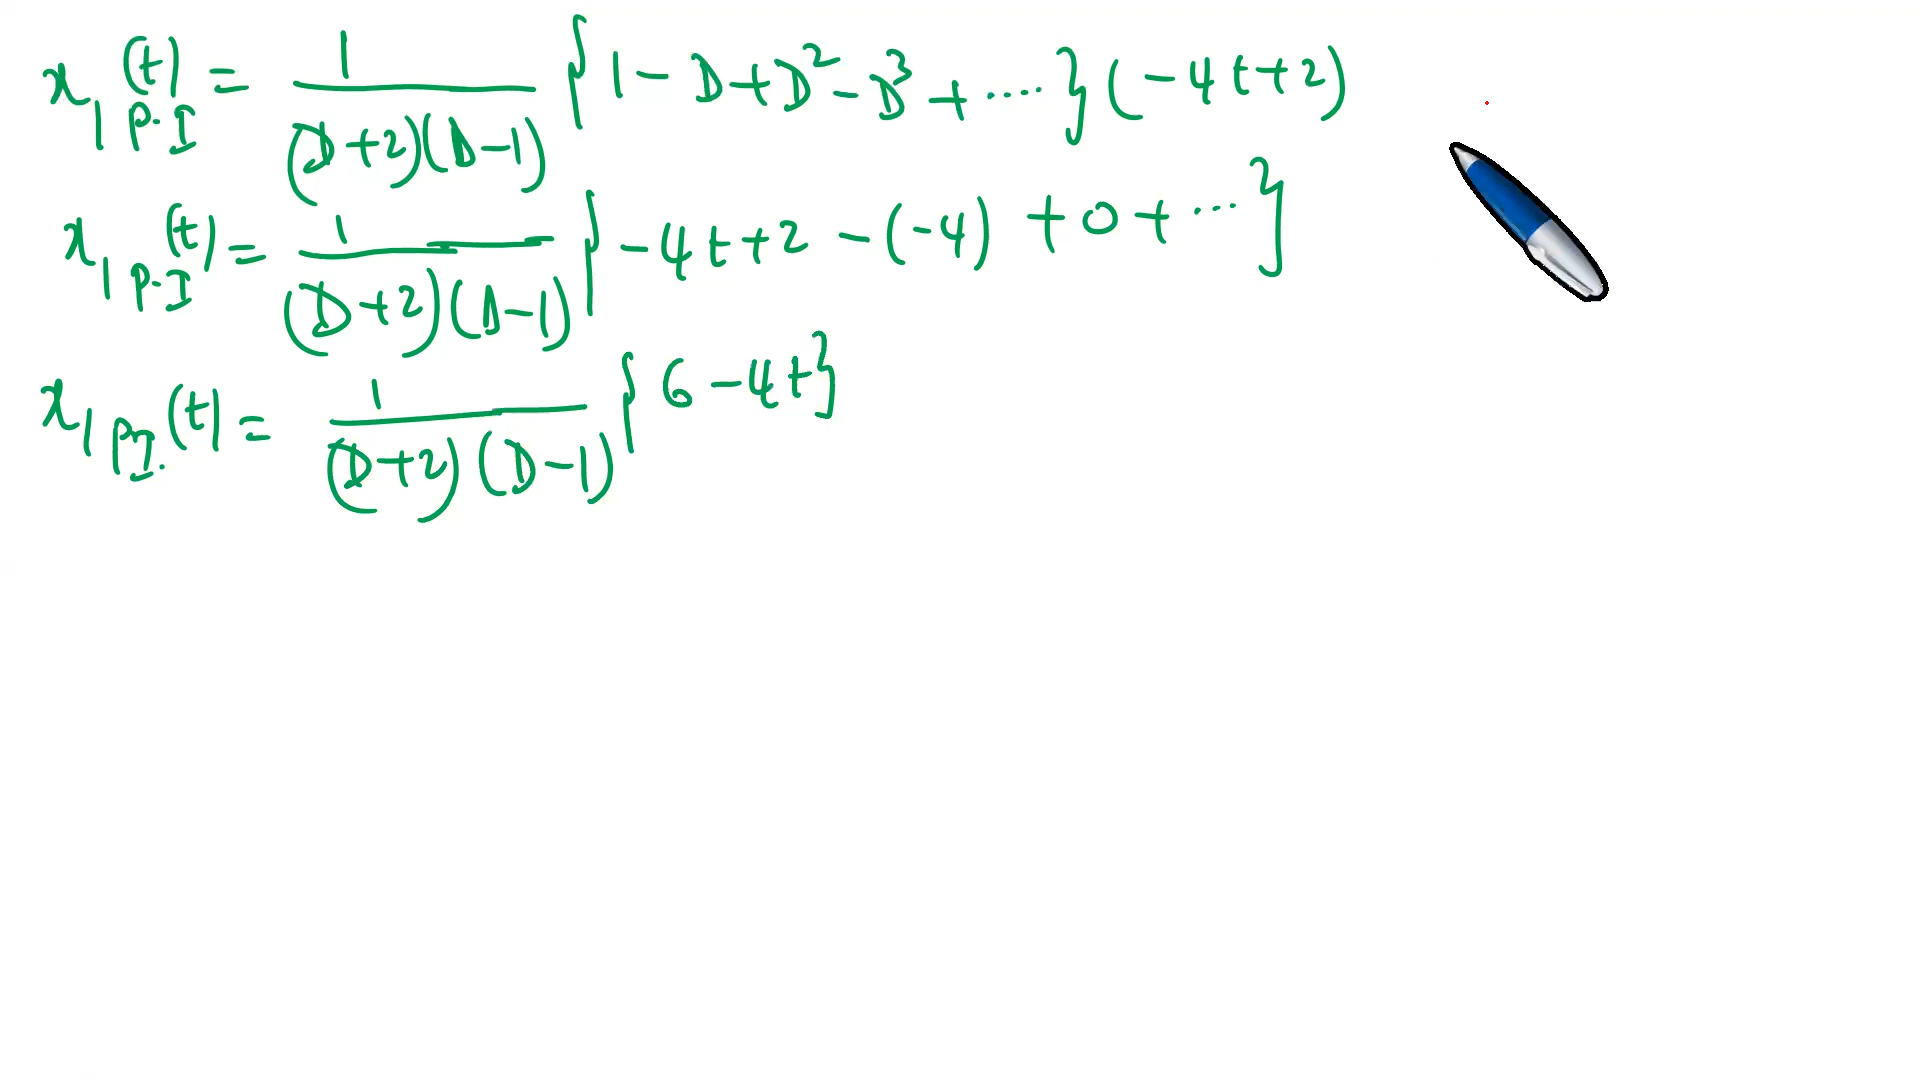 x₁ P.I (t) = 1/((D+2)(D-1)) {1 - D + D² - D³ + ....} (-4t+2)
x₁ P.I (t) = 1/((D+2)(D-1)) {-4t+2 - (-4) + 0 + ...}
x₁ P.I. (t) = 1/((D+2)(D-1)) {6 - 4t}